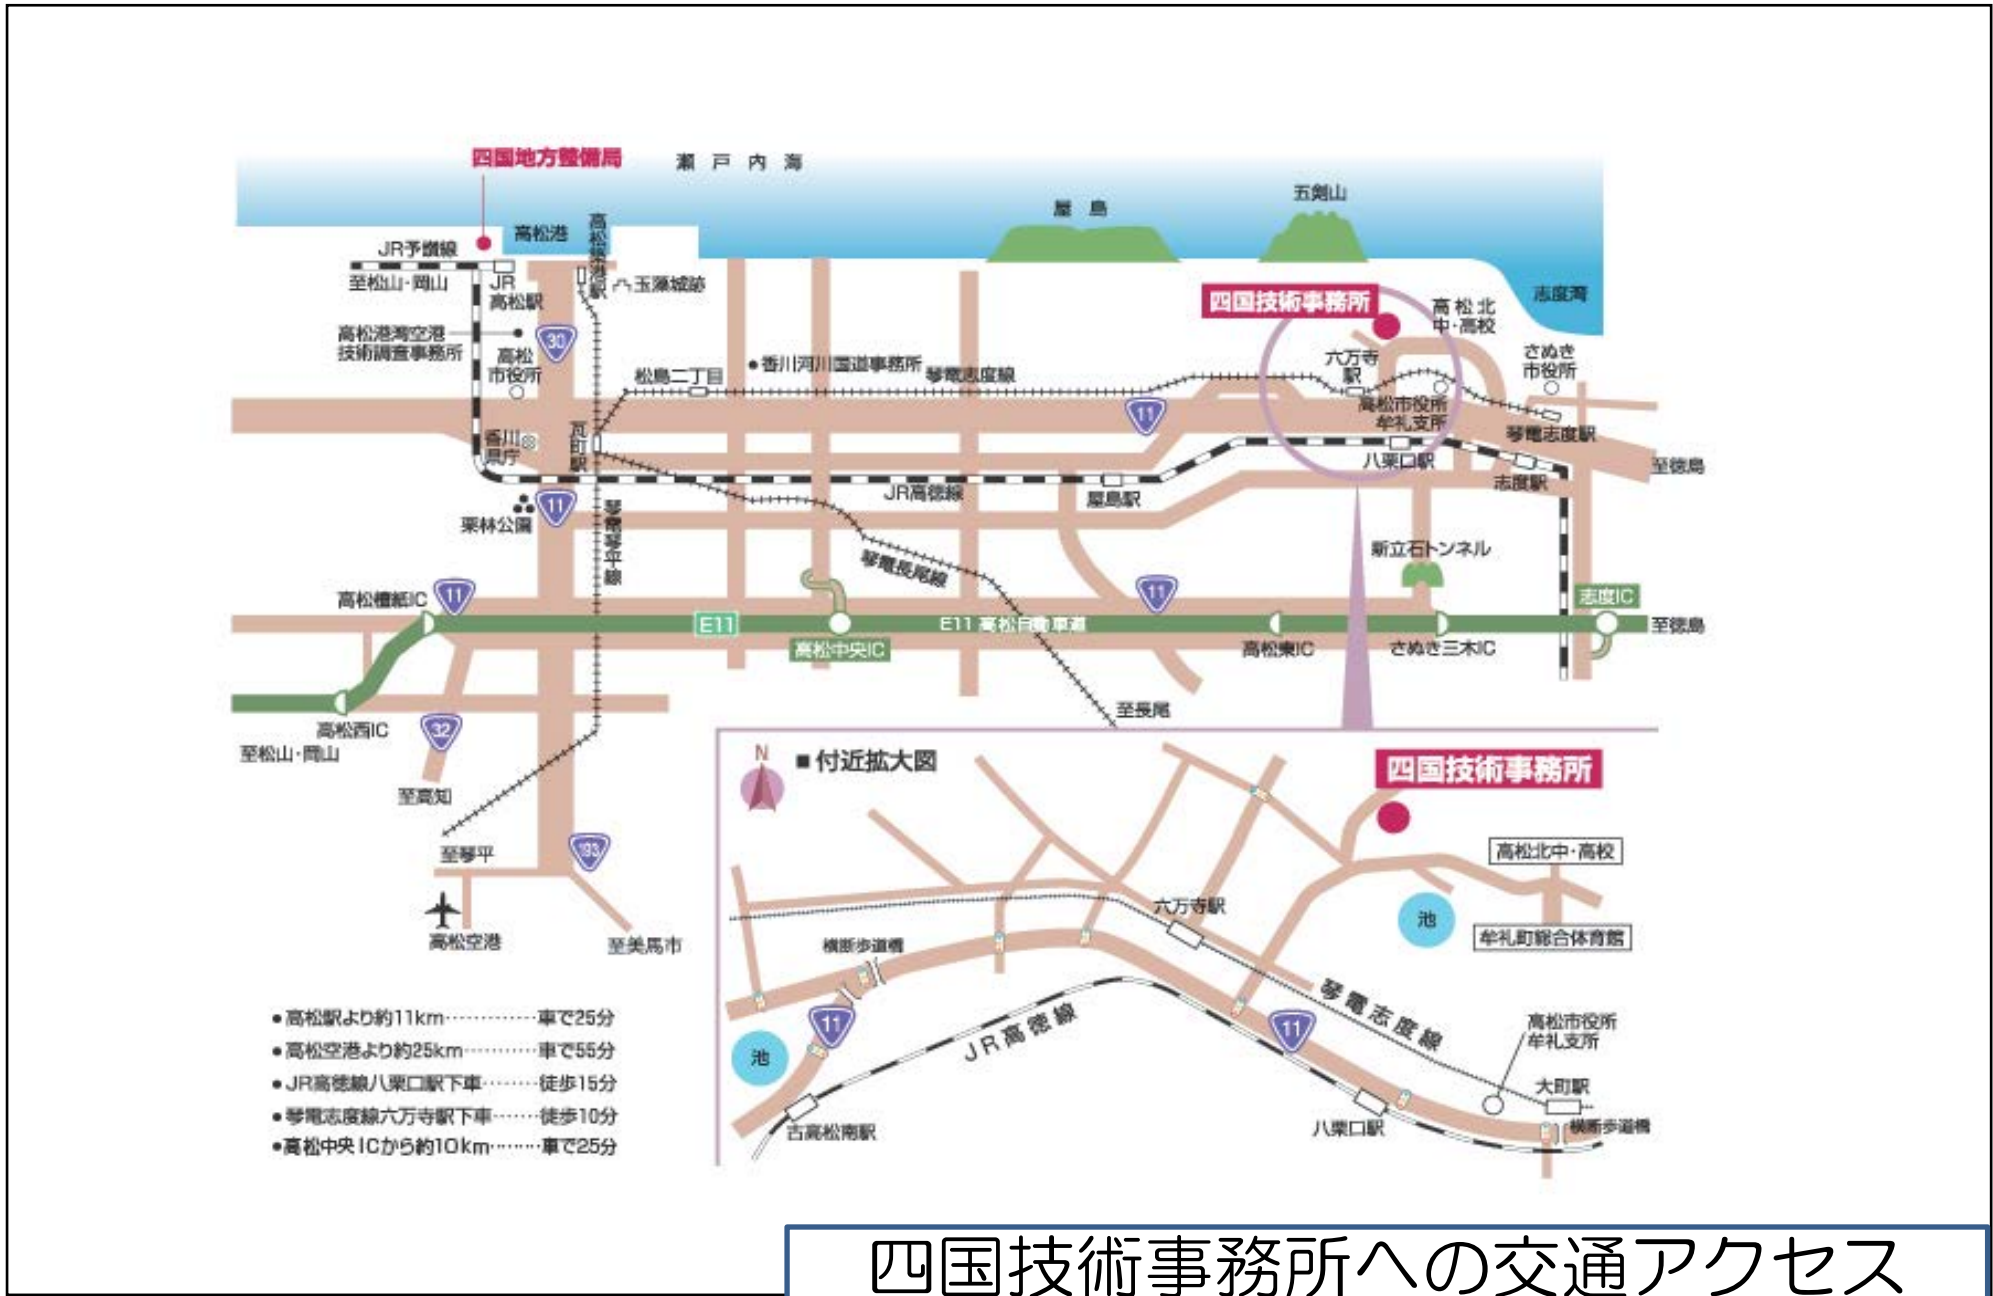 四国地方整備局
瀬戸内海
高松港
高松築港駅
屋島
五剣山
志度湾
JR予讃線
至松山・岡山
JR
高松駅
玉藻城跡
四国技術事務所
高松北
中・高校
高松港湾空港
技術調査事務所
30
高松
市役所
松島二丁目
香川河川国道事務所
琴電志度線
六万寺
駅
さぬき
市役所
11
高松市役所
牟礼支所
琴電志度駅
香川
県庁
瓦町駅
八栗口駅
至徳島
志度駅
JR高徳線
屋島駅
11
栗林公園
琴電琴平線
琴電長尾線
新立石トンネル
高松檀紙IC
11
11
志度IC
E11
E11 高松自動車道
至徳島
高松中央IC
高松東IC
さぬき三木IC
高松西IC
至松山・岡山
32
至高知
至長尾
至琴平
193
高松空港
至美馬市
N
■付近拡大図
四国技術事務所
高松北中・高校
池
牟礼町総合体育館
六万寺駅
横断歩道橋
11
池
JR高徳線
琴電志度線
11
高松市役所
牟礼支所
大町駅
古高松南駅
八栗口駅
横断歩道橋
●高松駅より約11km…………車で25分
●高松空港より約25km………車で55分
●JR高徳線八栗口駅下車……徒歩15分
●琴電志度線六万寺駅下車……徒歩10分
●高松中央ICから約10km……車で25分
四国技術事務所への交通アクセス